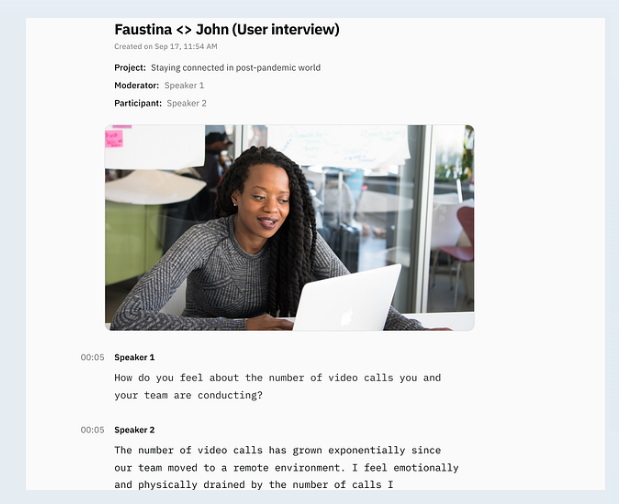 Faustina <> John (User interview)
Created on Sep 17, 11:54 AM
Project: Staying connected in post-pandemic world
Moderator: Speaker 1
Participant: Speaker 2
00:05 Speaker 1
How do you feel about the number of video calls you and
your team are conducting?
00:05 Speaker 2
The number of video calls has grown exponentially since
our team moved to a remote environment. I feel emotionally
and physically drained by the number of calls I